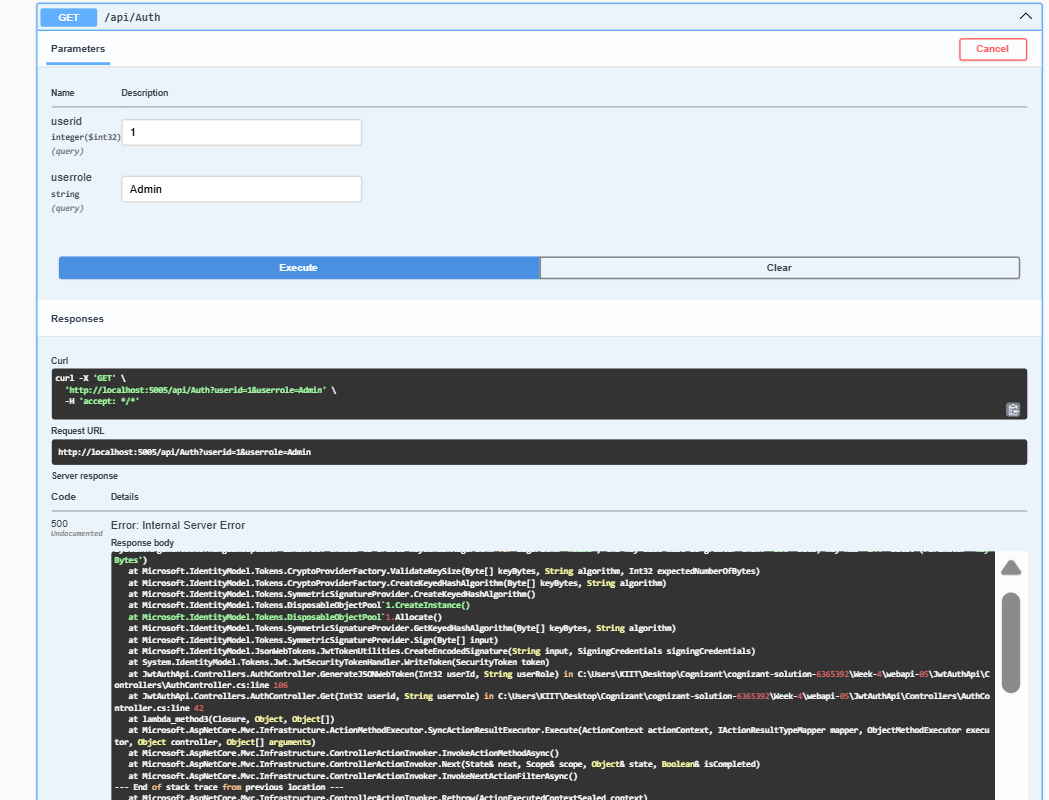 GET /api/Auth
Parameters
Cancel
Name Description
userid
integer($int32)
(query)
1
userrole
string
(query)
Admin
Execute Clear
Responses
Curl
curl -X 'GET' \
'http://localhost:5005/api/Auth?userid=1&userrole=Admin' \
-H 'accept: */*'
Request URL
http://localhost:5005/api/Auth?userid=1&userrole=Admin
Server response
Code Details
500
Undocumented
Error: Internal Server Error
Response body
Bytes')
at Microsoft.IdentityModel.Tokens.CryptoProviderFactory.ValidateKeySize(Byte[] keyBytes, String algorithm, Int32 expectedNumberOfBytes)
at Microsoft.IdentityModel.Tokens.CryptoProviderFactory.CreateKeyedHashAlgorithm(Byte[] keyBytes, String algorithm)
at Microsoft.IdentityModel.Tokens.SymmetricSignatureProvider.CreateKeyedHashAlgorithm()
at Microsoft.IdentityModel.Tokens.DisposableObjectPool`1.CreateInstance()
at Microsoft.IdentityModel.Tokens.DisposableObjectPool`1.Allocate()
at Microsoft.IdentityModel.Tokens.SymmetricSignatureProvider.GetKeyedHashAlgorithm(Byte[] keyBytes, String algorithm)
at Microsoft.IdentityModel.Tokens.SymmetricSignatureProvider.Sign(Byte[] input)
at Microsoft.IdentityModel.JsonWebTokens.JwtTokenUtilities.CreateEncodedSignature(String input, SigningCredentials signingCredentials)
at System.IdentityModel.Tokens.Jwt.JwtSecurityTokenHandler.WriteToken(SecurityToken token)
at JwtAuthApi.Controllers.AuthController.GenerateJSONWebToken(Int32 userId, String userRole) in C:\Users\KIIT\Desktop\Cognizant\cognizant-solution-6365392\Week-4\webapi-05\JwtAuthApi\C
ontrollers\AuthController.cs:line 106
at JwtAuthApi.Controllers.AuthController.Get(Int32 userid, String userrole) in C:\Users\KIIT\Desktop\Cognizant\cognizant-solution-6365392\Week-4\webapi-05\JwtAuthApi\Controllers\AuthCo
ntroller.cs:line 42
at lambda_method3(Closure, Object, Object[])
at Microsoft.AspNetCore.Mvc.Infrastructure.ActionMethodExecutor.SyncActionResultExecutor.Execute(ActionContext actionContext, IActionResultTypeMapper mapper, ObjectMethodExecutor execu
tor, Object controller, Object[] arguments)
at Microsoft.AspNetCore.Mvc.Infrastructure.ControllerActionInvoker.InvokeActionMethodAsync()
at Microsoft.AspNetCore.Mvc.Infrastructure.ControllerActionInvoker.Next(State& next, Scope& scope, Object& state, Boolean& isCompleted)
at Microsoft.AspNetCore.Mvc.Infrastructure.ControllerActionInvoker.InvokeNextActionFilterAsync()
--- End of stack trace from previous location ---
at Microsoft.AspNetCore.Mvc.Infrastructure.ControllerActionInvoker.Rethrow(ActionExecutedContextSealed context)